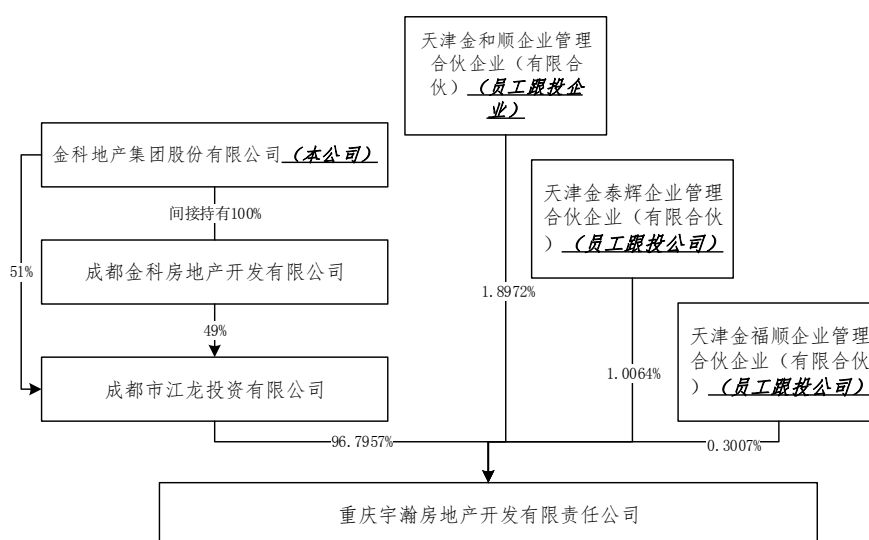 天津金和顺企业管理
合伙企业（有限合
伙）（员工跟投企
业）
金科地产集团股份有限公司（本公司）
天津金泰辉企业管理
合伙企业（有限合伙
）（员工跟投公司）
间接持有100%
51%
成都金科房地产开发有限公司
1.8972%
49%
天津金福顺企业管理
合伙企业（有限合伙
）（员工跟投公司）
1.0064%
成都市江龙投资有限公司
96.7957%
0.3007%
重庆宇瀚房地产开发有限责任公司